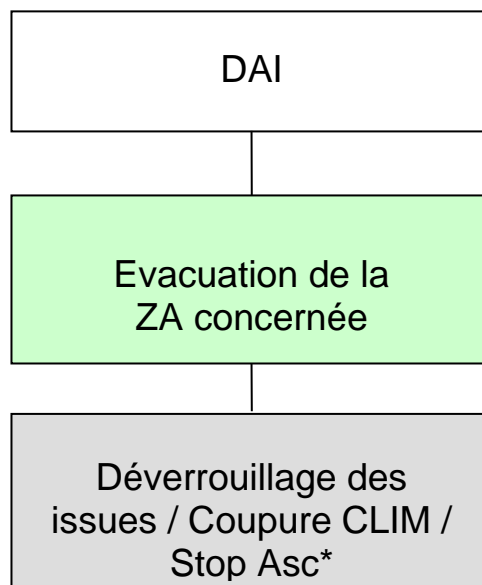 DAI
Evacuation de la
ZA concernée
Déverrouillage des
issues / Coupure CLIM /
Stop Asc*